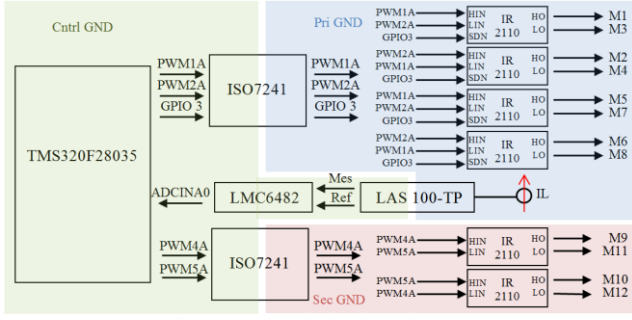 Cntrl GND
Pri GND
TMS320F28035
PWM1A
PWM2A
GPIO 3
ISO7241
PWM1A
PWM2A
GPIO 3
PWM1A HIN IR HO M1
PWM2A LIN 2110 LO M3
GPIO3 SDN
PWM2A HIN IR HO M2
PWM1A LIN 2110 LO M4
GPIO3 SDN
PWM1A HIN IR HO M5
PWM2A LIN 2110 LO M7
GPIO3 SDN
PWM2A HIN IR HO M6
PWM1A LIN 2110 LO M8
GPIO3 SDN
ADCINA0
LMC6482
Mes
Ref
LAS 100-TP
IL
PWM4A
PWM5A
ISO7241
PWM4A
PWM5A
Sec GND
PWM4A HIN IR HO M9
PWM5A LIN 2110 LO M11
PWM5A HIN IR HO M10
PWM4A LIN 2110 LO M12